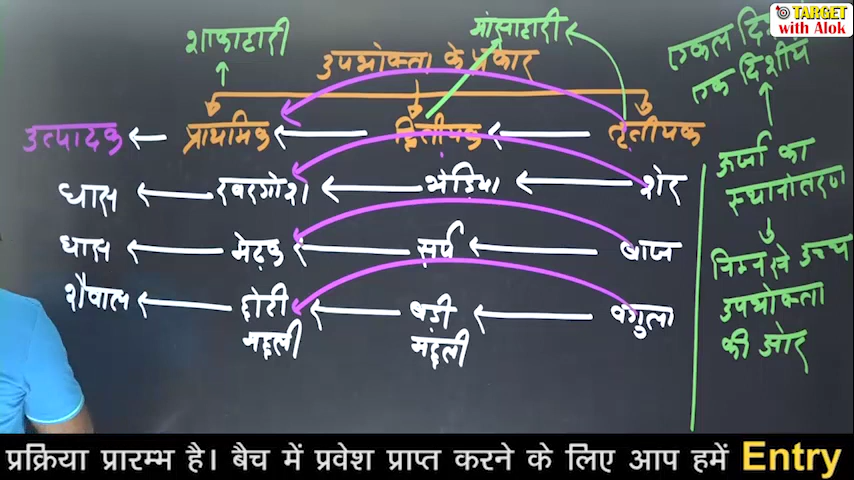 TARGET
with Alok
शाकाहारी
मांसाहारी
उपभोक्ता के प्रकार
एकल
एक दिशीय
उत्पादक प्राथमिक द्वितीयक तृतीयक
घास खरगोश भेड़िया शेर
घास मेढ़क सर्प बाज
शैवाल छोटी मछली बड़ी मछली बगुला
ऊर्जा का
स्थानांतरण
निम्न से उच्च
उपभोक्ता
की ओर
प्रक्रिया प्रारम्भ है। बैच में प्रवेश प्राप्त करने के लिए आप हमें Entry